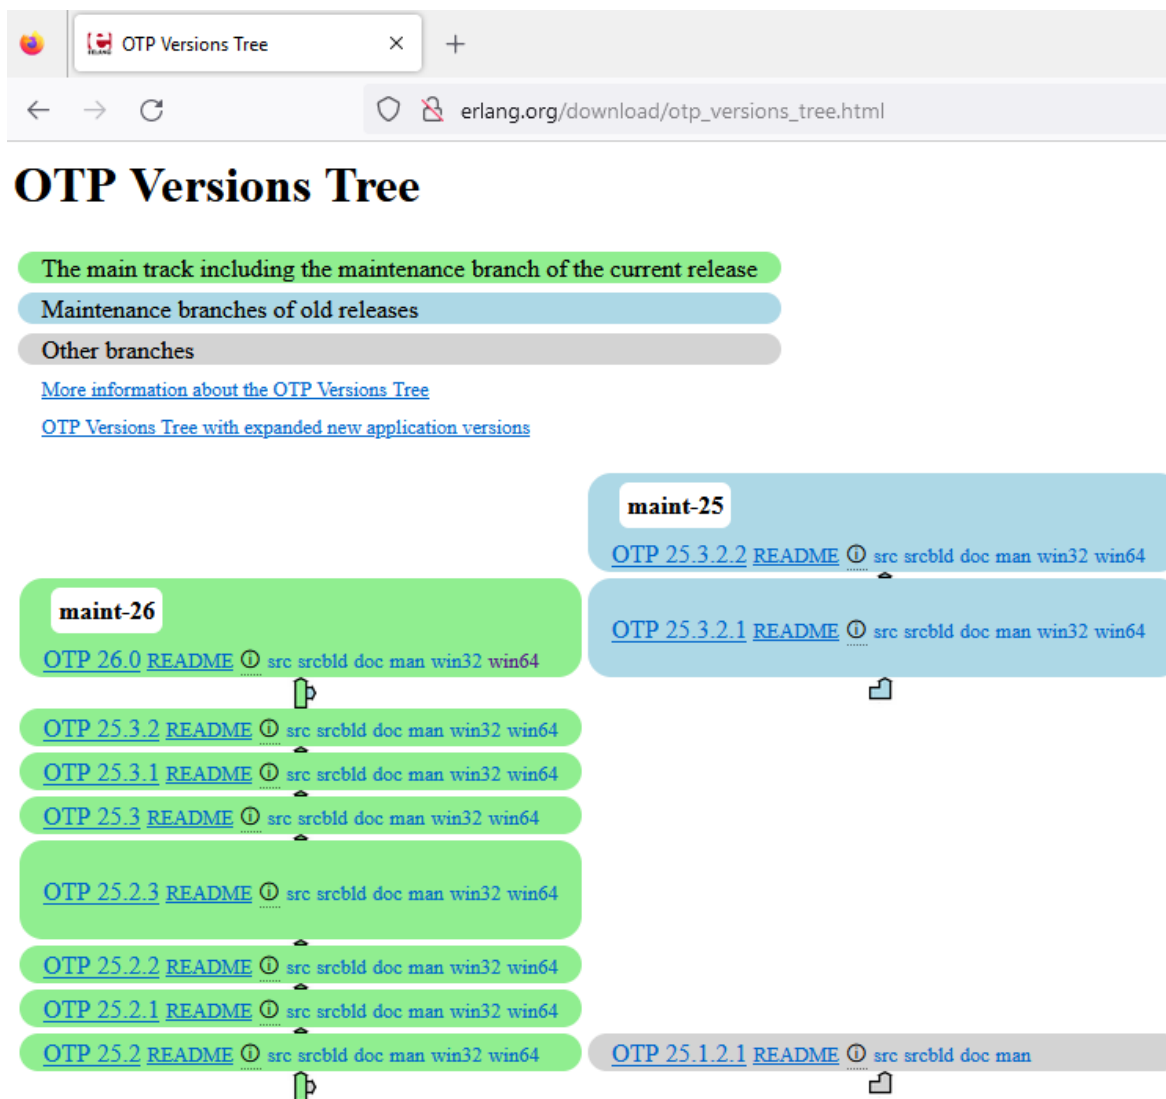 OTP Versions Tree
erlang.org/download/otp_versions_tree.html
OTP Versions Tree
The main track including the maintenance branch of the current release
Maintenance branches of old releases
Other branches
More information about the OTP Versions Tree
OTP Versions Tree with expanded new application versions
maint-25
OTP 25.3.2.2 README ⓘ src srcbld doc man win32 win64
maint-26
OTP 26.0 README ⓘ src srcbld doc man win32 win64
OTP 25.3.2.1 README ⓘ src srcbld doc man win32 win64
OTP 25.3.2 README ⓘ src srcbld doc man win32 win64
OTP 25.3.1 README ⓘ src srcbld doc man win32 win64
OTP 25.3 README ⓘ src srcbld doc man win32 win64
OTP 25.2.3 README ⓘ src srcbld doc man win32 win64
OTP 25.2.2 README ⓘ src srcbld doc man win32 win64
OTP 25.2.1 README ⓘ src srcbld doc man win32 win64
OTP 25.2 README ⓘ src srcbld doc man win32 win64
OTP 25.1.2.1 README ⓘ src srcbld doc man